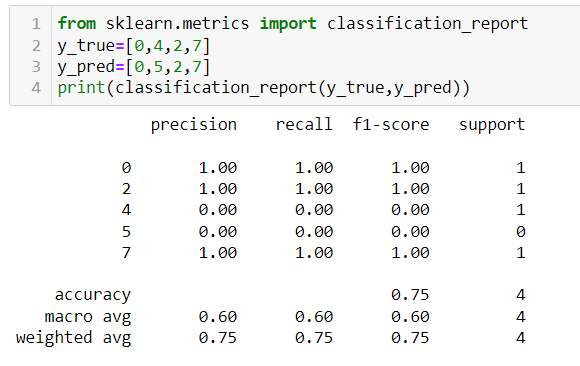 1 from sklearn.metrics import classification_report
2 y_true=[0,4,2,7]
3 y_pred=[0,5,2,7]
4 print(classification_report(y_true,y_pred))
precision recall f1-score support
0 1.00 1.00 1.00 1
2 1.00 1.00 1.00 1
4 0.00 0.00 0.00 1
5 0.00 0.00 0.00 0
7 1.00 1.00 1.00 1
accuracy 0.75 4
macro avg 0.60 0.60 0.60 4
weighted avg 0.75 0.75 0.75 4